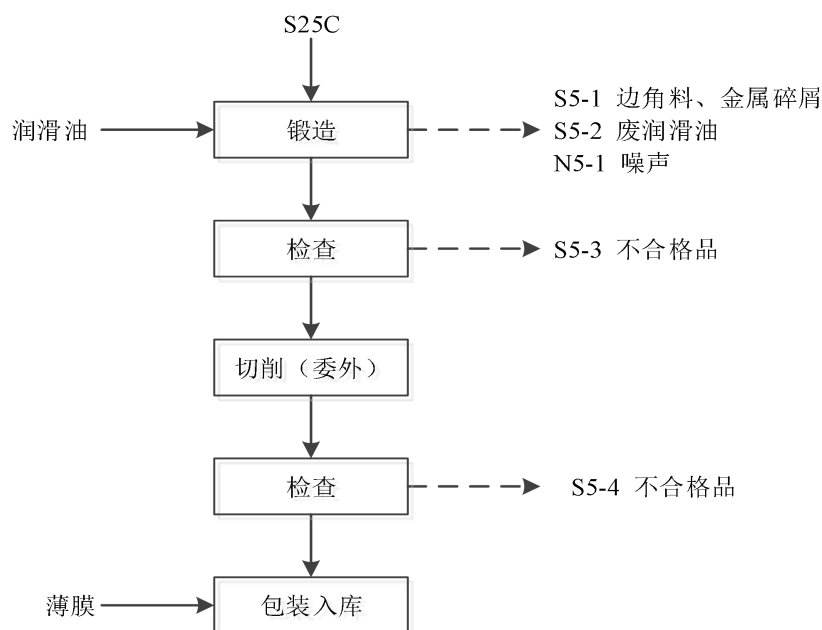 S25C
润滑油
锻造
S5-1 边角料、金属碎屑
S5-2 废润滑油
N5-1 噪声
检查
S5-3 不合格品
切削（委外）
检查
S5-4 不合格品
薄膜
包装入库